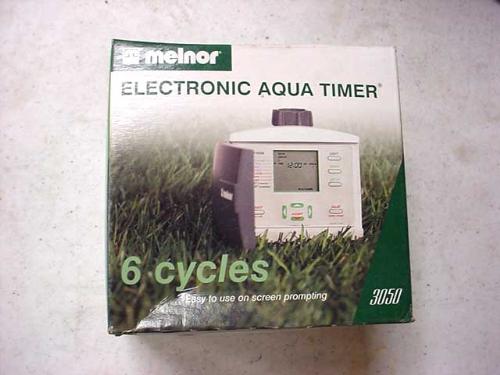 melnor®
ELECTRONIC AQUA TIMER®
12:00
6 cycles
Easy to use on screen prompting
3050